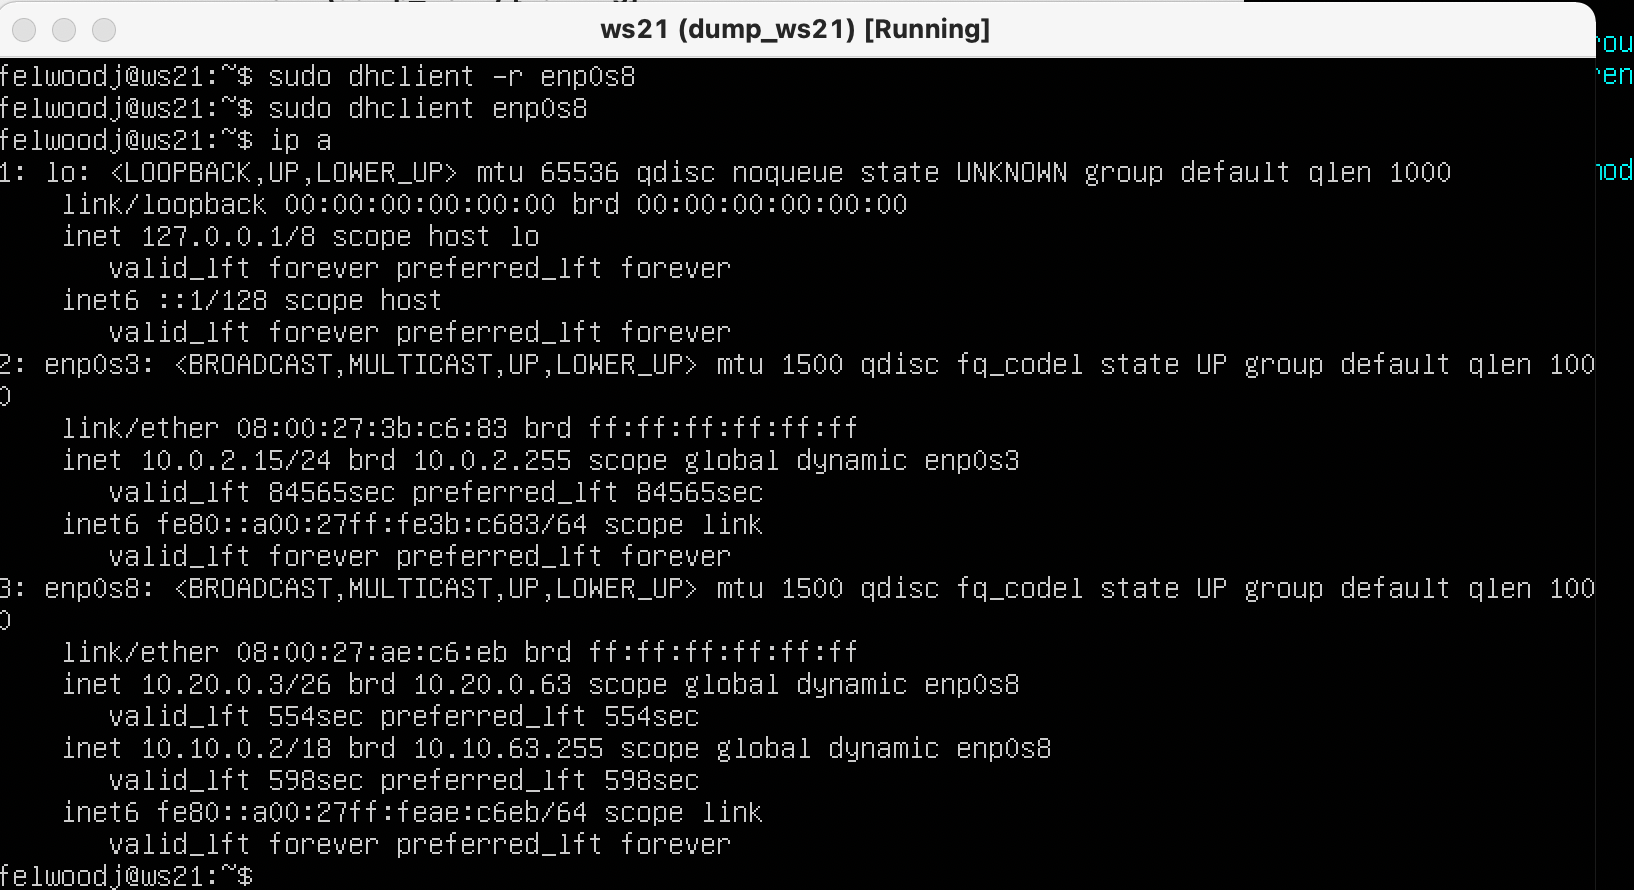 ws21 (dump_ws21) [Running]
felwoodj@ws21:~$ sudo dhclient -r enp0s8
felwoodj@ws21:~$ sudo dhclient enp0s8
felwoodj@ws21:~$ ip a
1: lo: <LOOPBACK,UP,LOWER_UP> mtu 65536 qdisc noqueue state UNKNOWN group default qlen 1000
    link/loopback 00:00:00:00:00:00 brd 00:00:00:00:00:00
    inet 127.0.0.1/8 scope host lo
       valid_lft forever preferred_lft forever
    inet6 ::1/128 scope host
       valid_lft forever preferred_lft forever
2: enp0s3: <BROADCAST,MULTICAST,UP,LOWER_UP> mtu 1500 qdisc fq_codel state UP group default qlen 100
0
    link/ether 08:00:27:3b:c6:83 brd ff:ff:ff:ff:ff:ff
    inet 10.0.2.15/24 brd 10.0.2.255 scope global dynamic enp0s3
       valid_lft 84565sec preferred_lft 84565sec
    inet6 fe80::a00:27ff:fe3b:c683/64 scope link
       valid_lft forever preferred_lft forever
3: enp0s8: <BROADCAST,MULTICAST,UP,LOWER_UP> mtu 1500 qdisc fq_codel state UP group default qlen 100
0
    link/ether 08:00:27:ae:c6:eb brd ff:ff:ff:ff:ff:ff
    inet 10.20.0.3/26 brd 10.20.0.63 scope global dynamic enp0s8
       valid_lft 554sec preferred_lft 554sec
    inet 10.10.0.2/18 brd 10.10.63.255 scope global dynamic enp0s8
       valid_lft 598sec preferred_lft 598sec
    inet6 fe80::a00:27ff:feae:c6eb/64 scope link
       valid_lft forever preferred_lft forever
felwoodj@ws21:~$